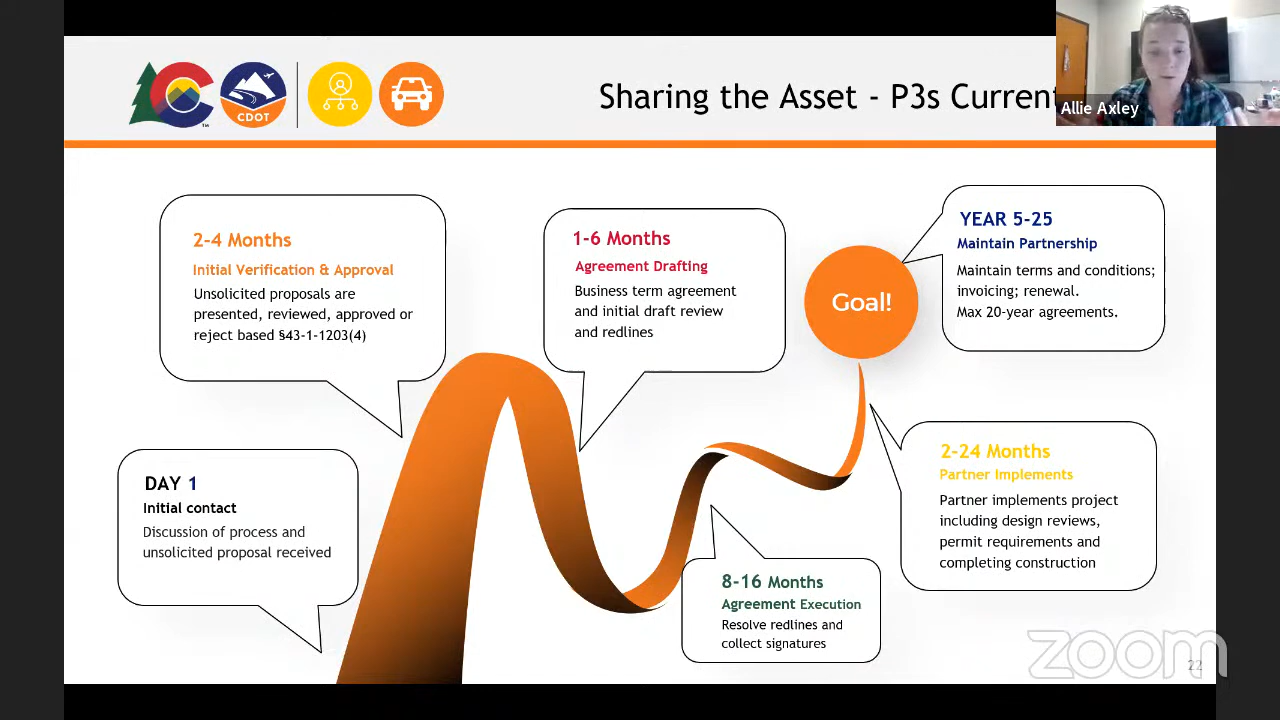 CDOT
Sharing the Asset - P3s Current
Allie Axley
2-4 Months
Initial Verification & Approval
Unsolicited proposals are
presented, reviewed, approved or
reject based §43-1-1203(4)
1-6 Months
Agreement Drafting
Business term agreement
and initial draft review
and redlines
Goal!
YEAR 5-25
Maintain Partnership
Maintain terms and conditions;
invoicing; renewal.
Max 20-year agreements.
DAY 1
Initial contact
Discussion of process and
unsolicited proposal received
8-16 Months
Agreement Execution
Resolve redlines and
collect signatures
2-24 Months
Partner Implements
Partner implements project
including design reviews,
permit requirements and
completing construction
zoom
22